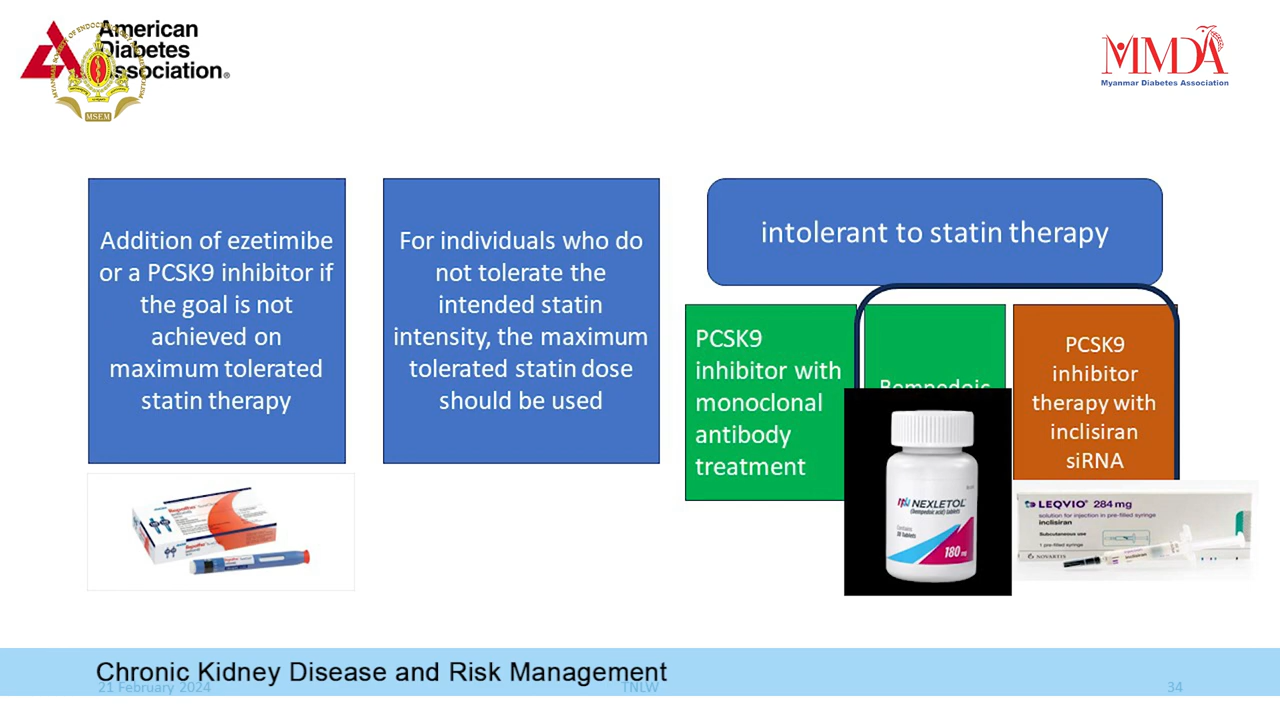 American
Diabetes
Association®
MSEM
MMDA
Myanmar Diabetes Association
Addition of ezetimibe
or a PCSK9 inhibitor if
the goal is not
achieved on
maximum tolerated
statin therapy
For individuals who do
not tolerate the
intended statin
intensity, the maximum
tolerated statin dose
should be used
intolerant to statin therapy
PCSK9
inhibitor with
monoclonal
antibody
treatment
Bempedoic
PCSK9
inhibitor
therapy with
inclisiran
siRNA
NEXLETOL
(bempedoic acid) tablets
Contains
30 Tablets
180 mg
LEQVIO® 284 mg
solution for injection in pre-filled syringe
inclisiran
Subcutaneous use
1 pre-filled syringe
NOVARTIS
Chronic Kidney Disease and Risk Management
21 February 2024
TNLW
34